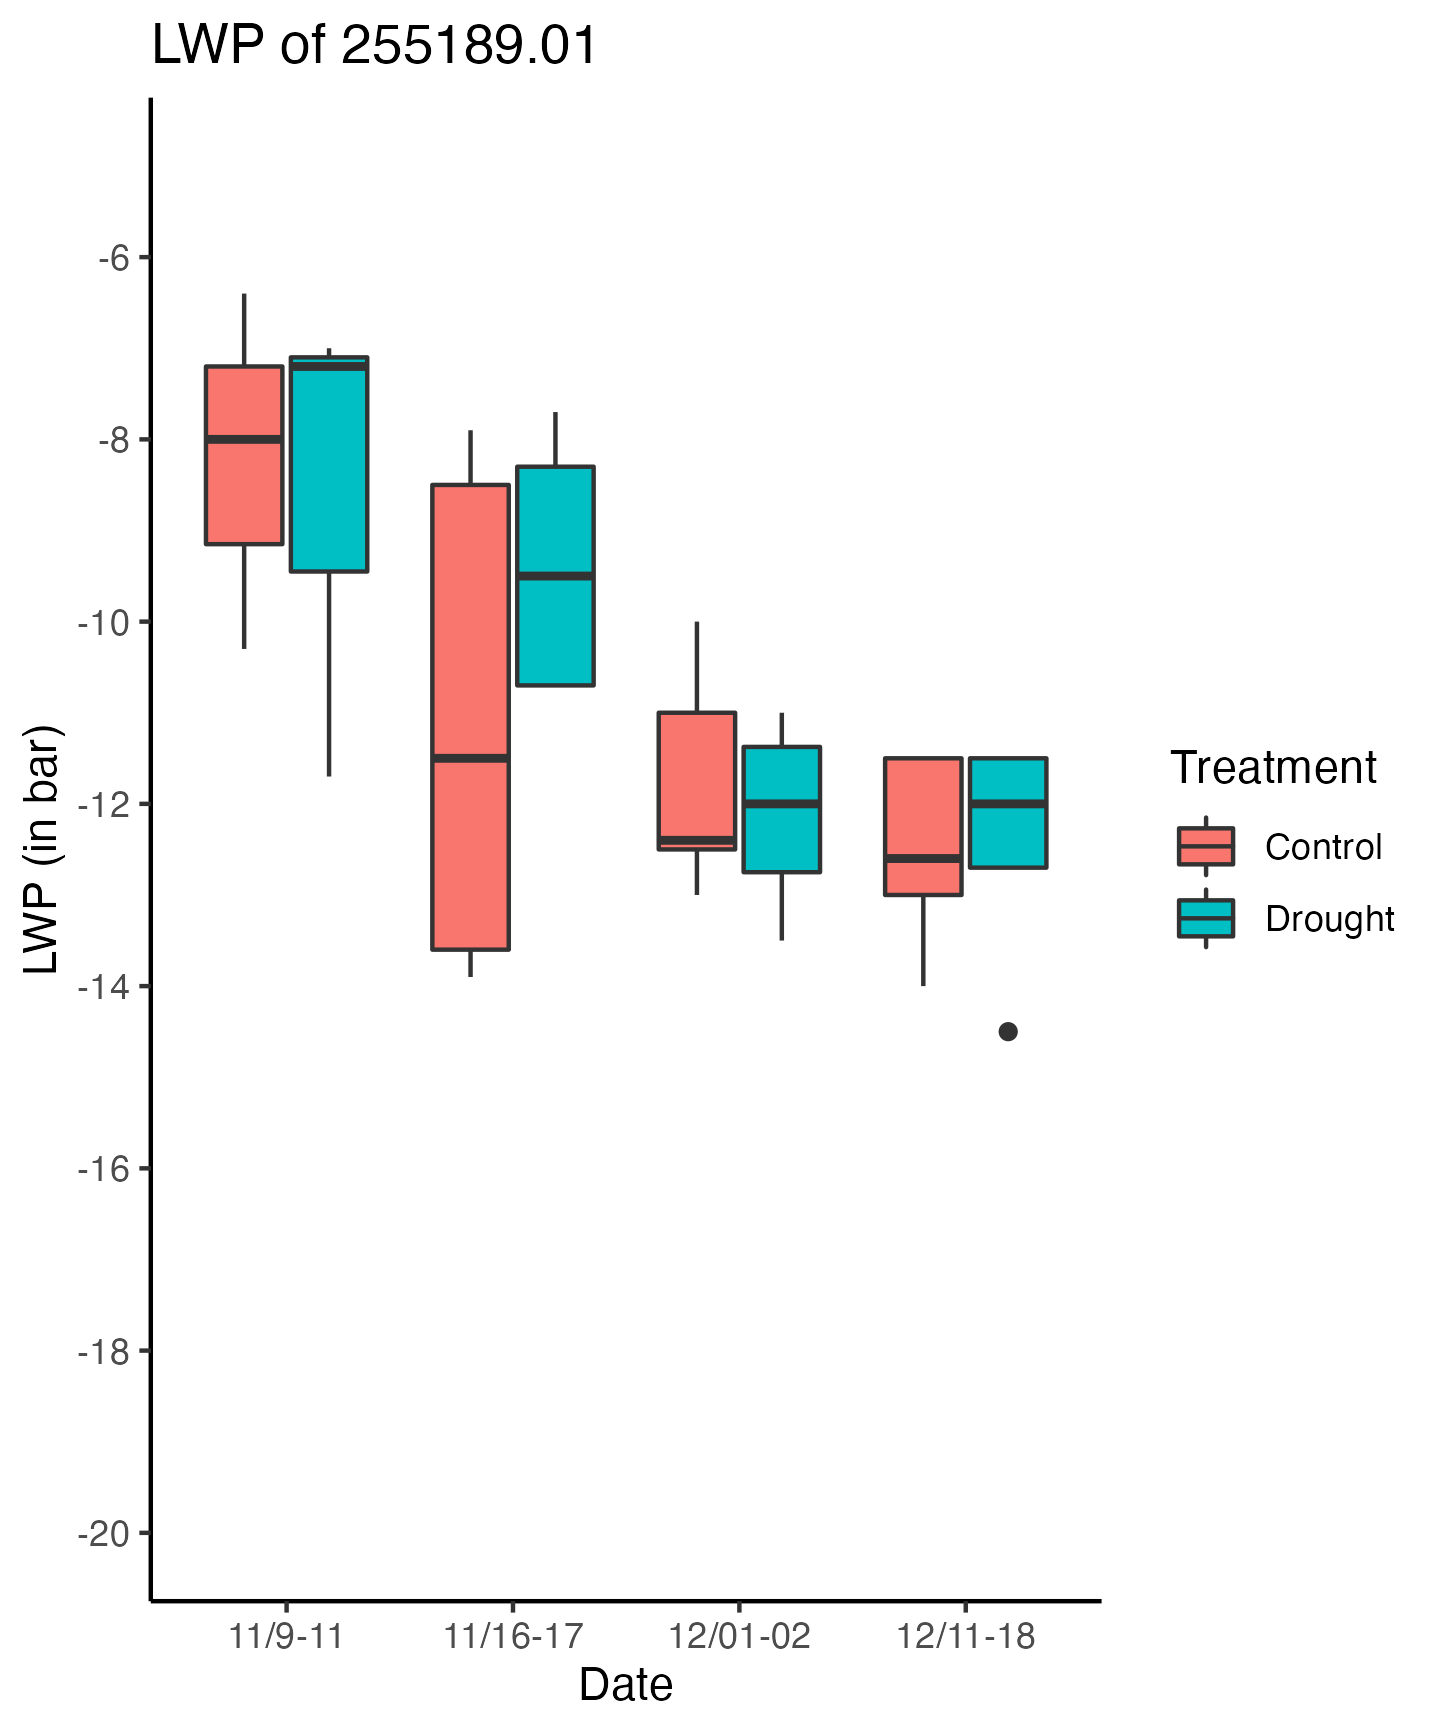 LWP of 255189.01
LWP (in bar)
-6
-8
-10
-12
-14
-16
-18
-20
11/9-11
11/16-17
12/01-02
12/11-18
Date
Treatment
Control
Drought